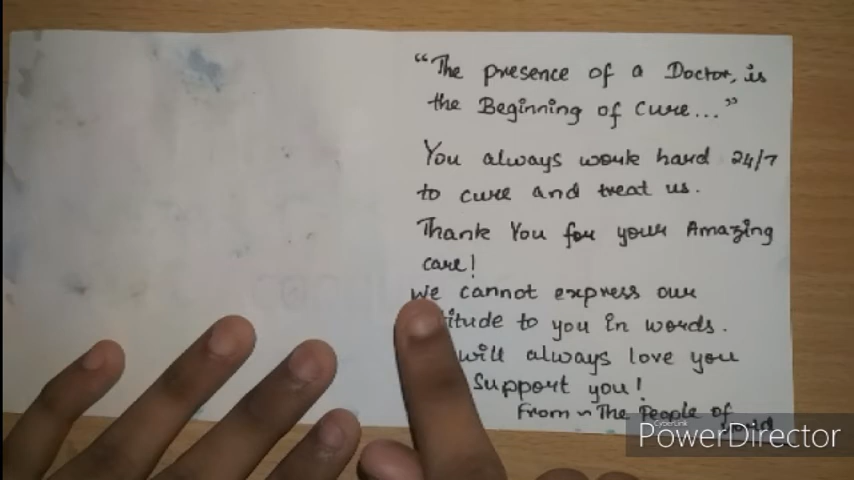 "The presence of a Doctor, is
the Beginning of cure..."
You always work hard 24/7
to cure and treat us.
Thank You for your Amazing
care!
We cannot express our
titude to you in words.
will always love you
Support you!
From ~ The People of
CyberLink
PowerDirector